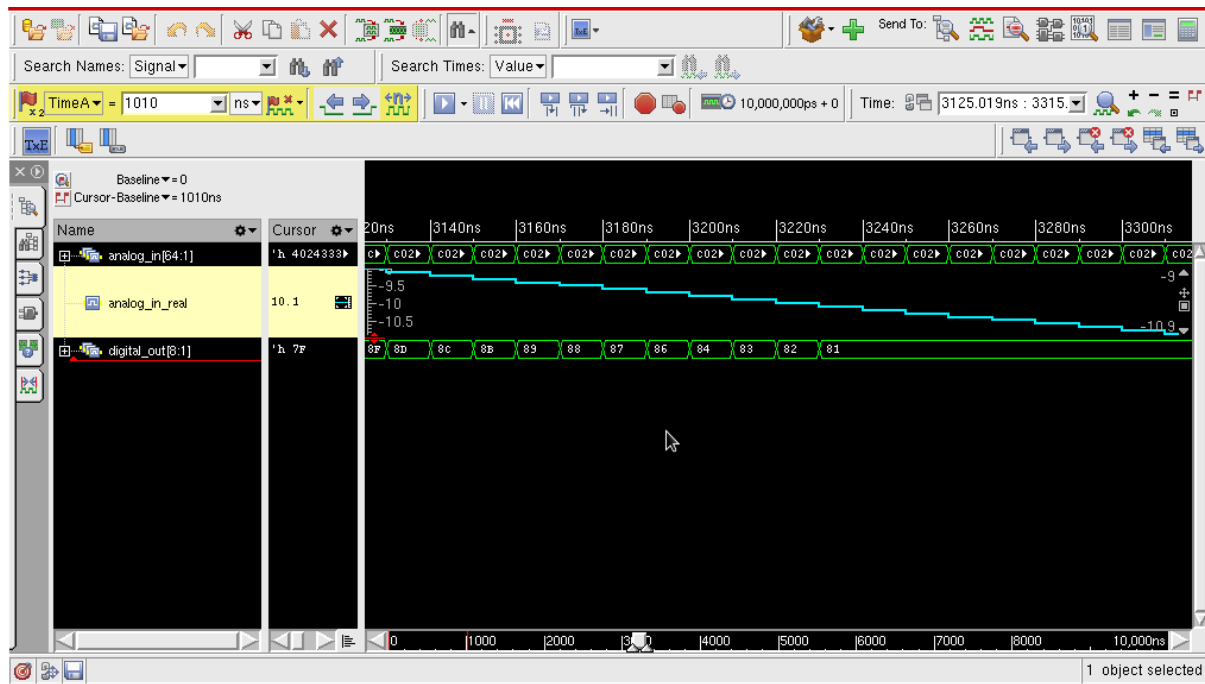 Send To:
Search Names: Signal Search Times: Value
TimeA = 1010 ns 10,000,000ps + 0 Time: 3125.019ns : 3315.
TxE
Baseline = 0
Cursor-Baseline = 1010ns
Name Cursor 20ns 3140ns 3160ns 3180ns 3200ns 3220ns 3240ns 3260ns 3280ns 3300ns
analog_in[64:1] 'h 4024333 c c02 c02 c02 c02 c02 c02 c02 c02 c02 c02 c02 c02 c02 c02 c02 c02 c02 c02 c02
-9
-9.5
analog_in_real 10.1 -10
-10.5 -10.9
digital_out[8:1] 'h 7F 8F 8D 8C 8B 89 88 87 86 84 83 82 81
0 1000 2000 4000 5000 6000 7000 8000 10,000ns
1 object selected